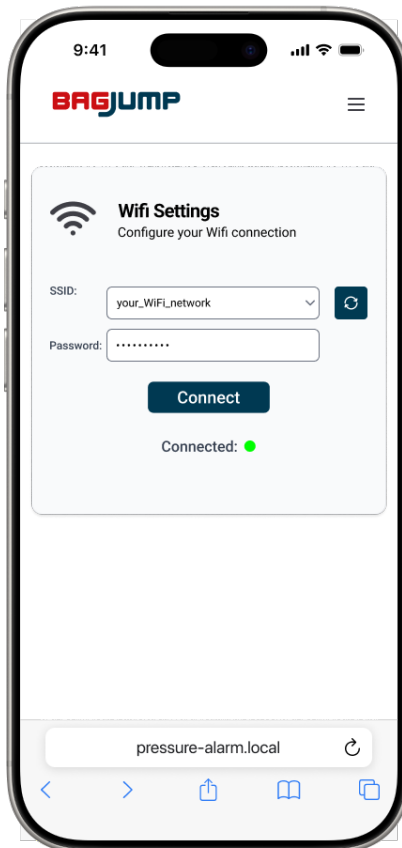 9:41
BAGJUMP
Wifi Settings
Configure your Wifi connection
SSID:
your_WiFi_network
Password:
••••••••••
Connect
Connected:
pressure-alarm.local